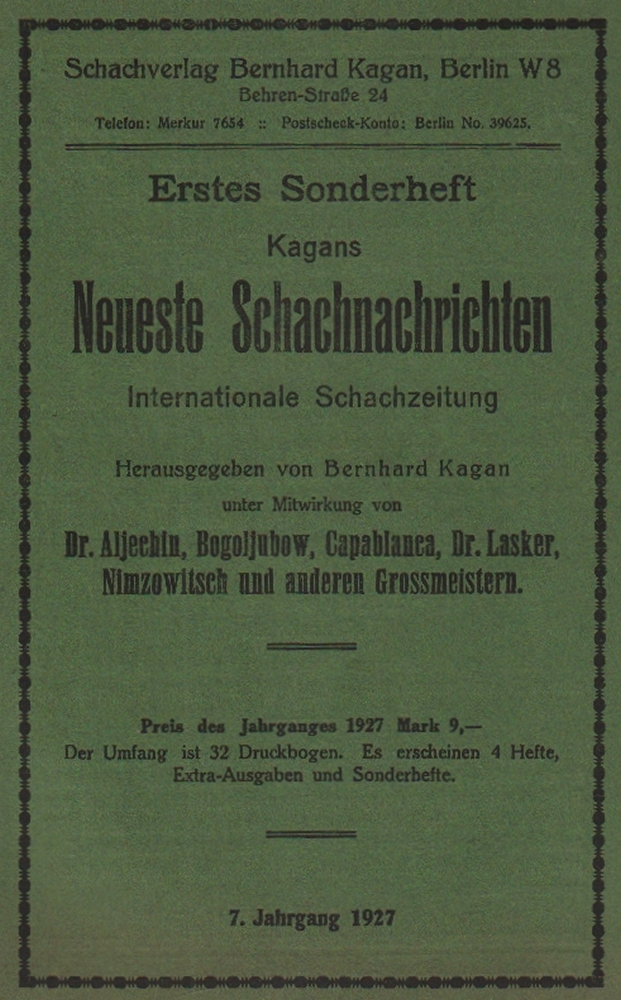 Schachverlag Bernhard Kagan, Berlin W 8
Behren-Straße 24
Telefon: Merkur 7654 :: Postscheck-Konto: Berlin No. 39625.
Erstes Sonderheft
Kagans
Neueste Schachnachrichten
Internationale Schachzeitung
Herausgegeben von Bernhard Kagan
unter Mitwirkung von
Dr. Aljechin, Bogoljubow, Capablanca, Dr. Lasker,
Nimzowitsch und anderen Grossmeistern.
Preis des Jahrganges 1927 Mark 9,—
Der Umfang ist 32 Druckbogen. Es erscheinen 4 Hefte,
Extra-Ausgaben und Sonderhefte.
7. Jahrgang 1927